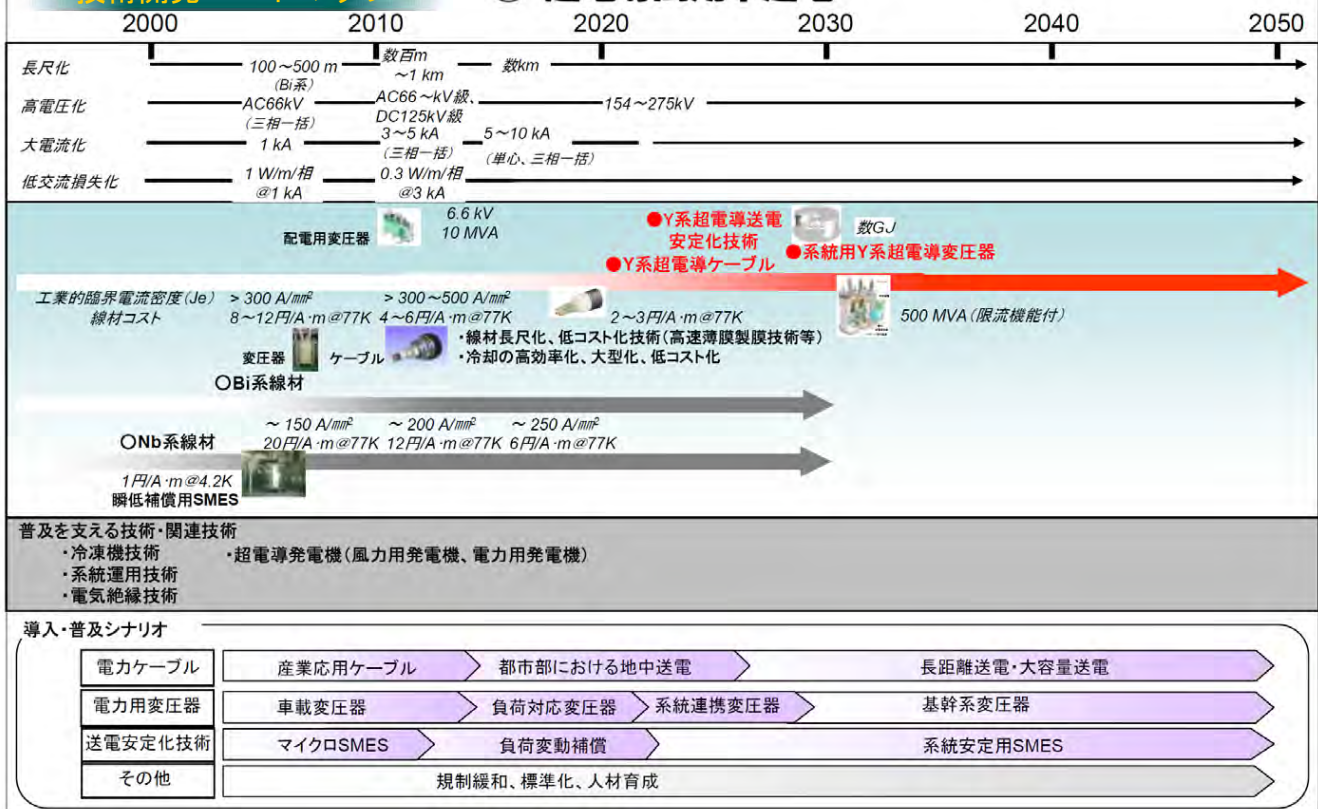 2000 2010 2020 2030 2040 2050
長尺化 100～500 m 数百m 数km
(Bi系) ～1 km
高電圧化 AC66kV AC66～kV級、 154～275kV
(三相一括) DC125kV級
大電流化 1 kA 3～5 kA 5～10 kA
(三相一括) (単心、三相一括)
低交流損失化 1 W/m/相 0.3 W/m/相
@1 kA @3 kA
配電用変圧器 6.6 kV
10 MVA
●Y系超電導送電
安定化技術
数GJ
●系統用Y系超電導変圧器
●Y系超電導ケーブル
工業的臨界電流密度(Je) > 300 A/mm² > 300～500 A/mm²
線材コスト 8～12円/A·m@77K 4～6円/A·m@77K 2～3円/A·m@77K 500 MVA (限流機能付)
変圧器 ケーブル ・線材長尺化、低コスト化技術(高速薄膜製膜技術等)
・冷却の高効率化、大型化、低コスト化
〇Bi系線材
～ 150 A/mm² ～ 200 A/mm² ～ 250 A/mm²
〇Nb系線材 20円/A·m@77K 12円/A·m@77K 6円/A·m@77K
1円/A·m@4.2K
瞬低補償用SMES
普及を支える技術・関連技術
・冷凍機技術 ・超電導発電機(風力用発電機、電力用発電機)
・系統運用技術
・電気絶縁技術
導入・普及シナリオ
電力ケーブル 産業応用ケーブル 都市部における地中送電 長距離送電・大容量送電
電力用変圧器 車載変圧器 負荷対応変圧器 系統連携変圧器 基幹系変圧器
送電安定化技術 マイクロSMES 負荷変動補償 系統安定用SMES
その他 規制緩和、標準化、人材育成